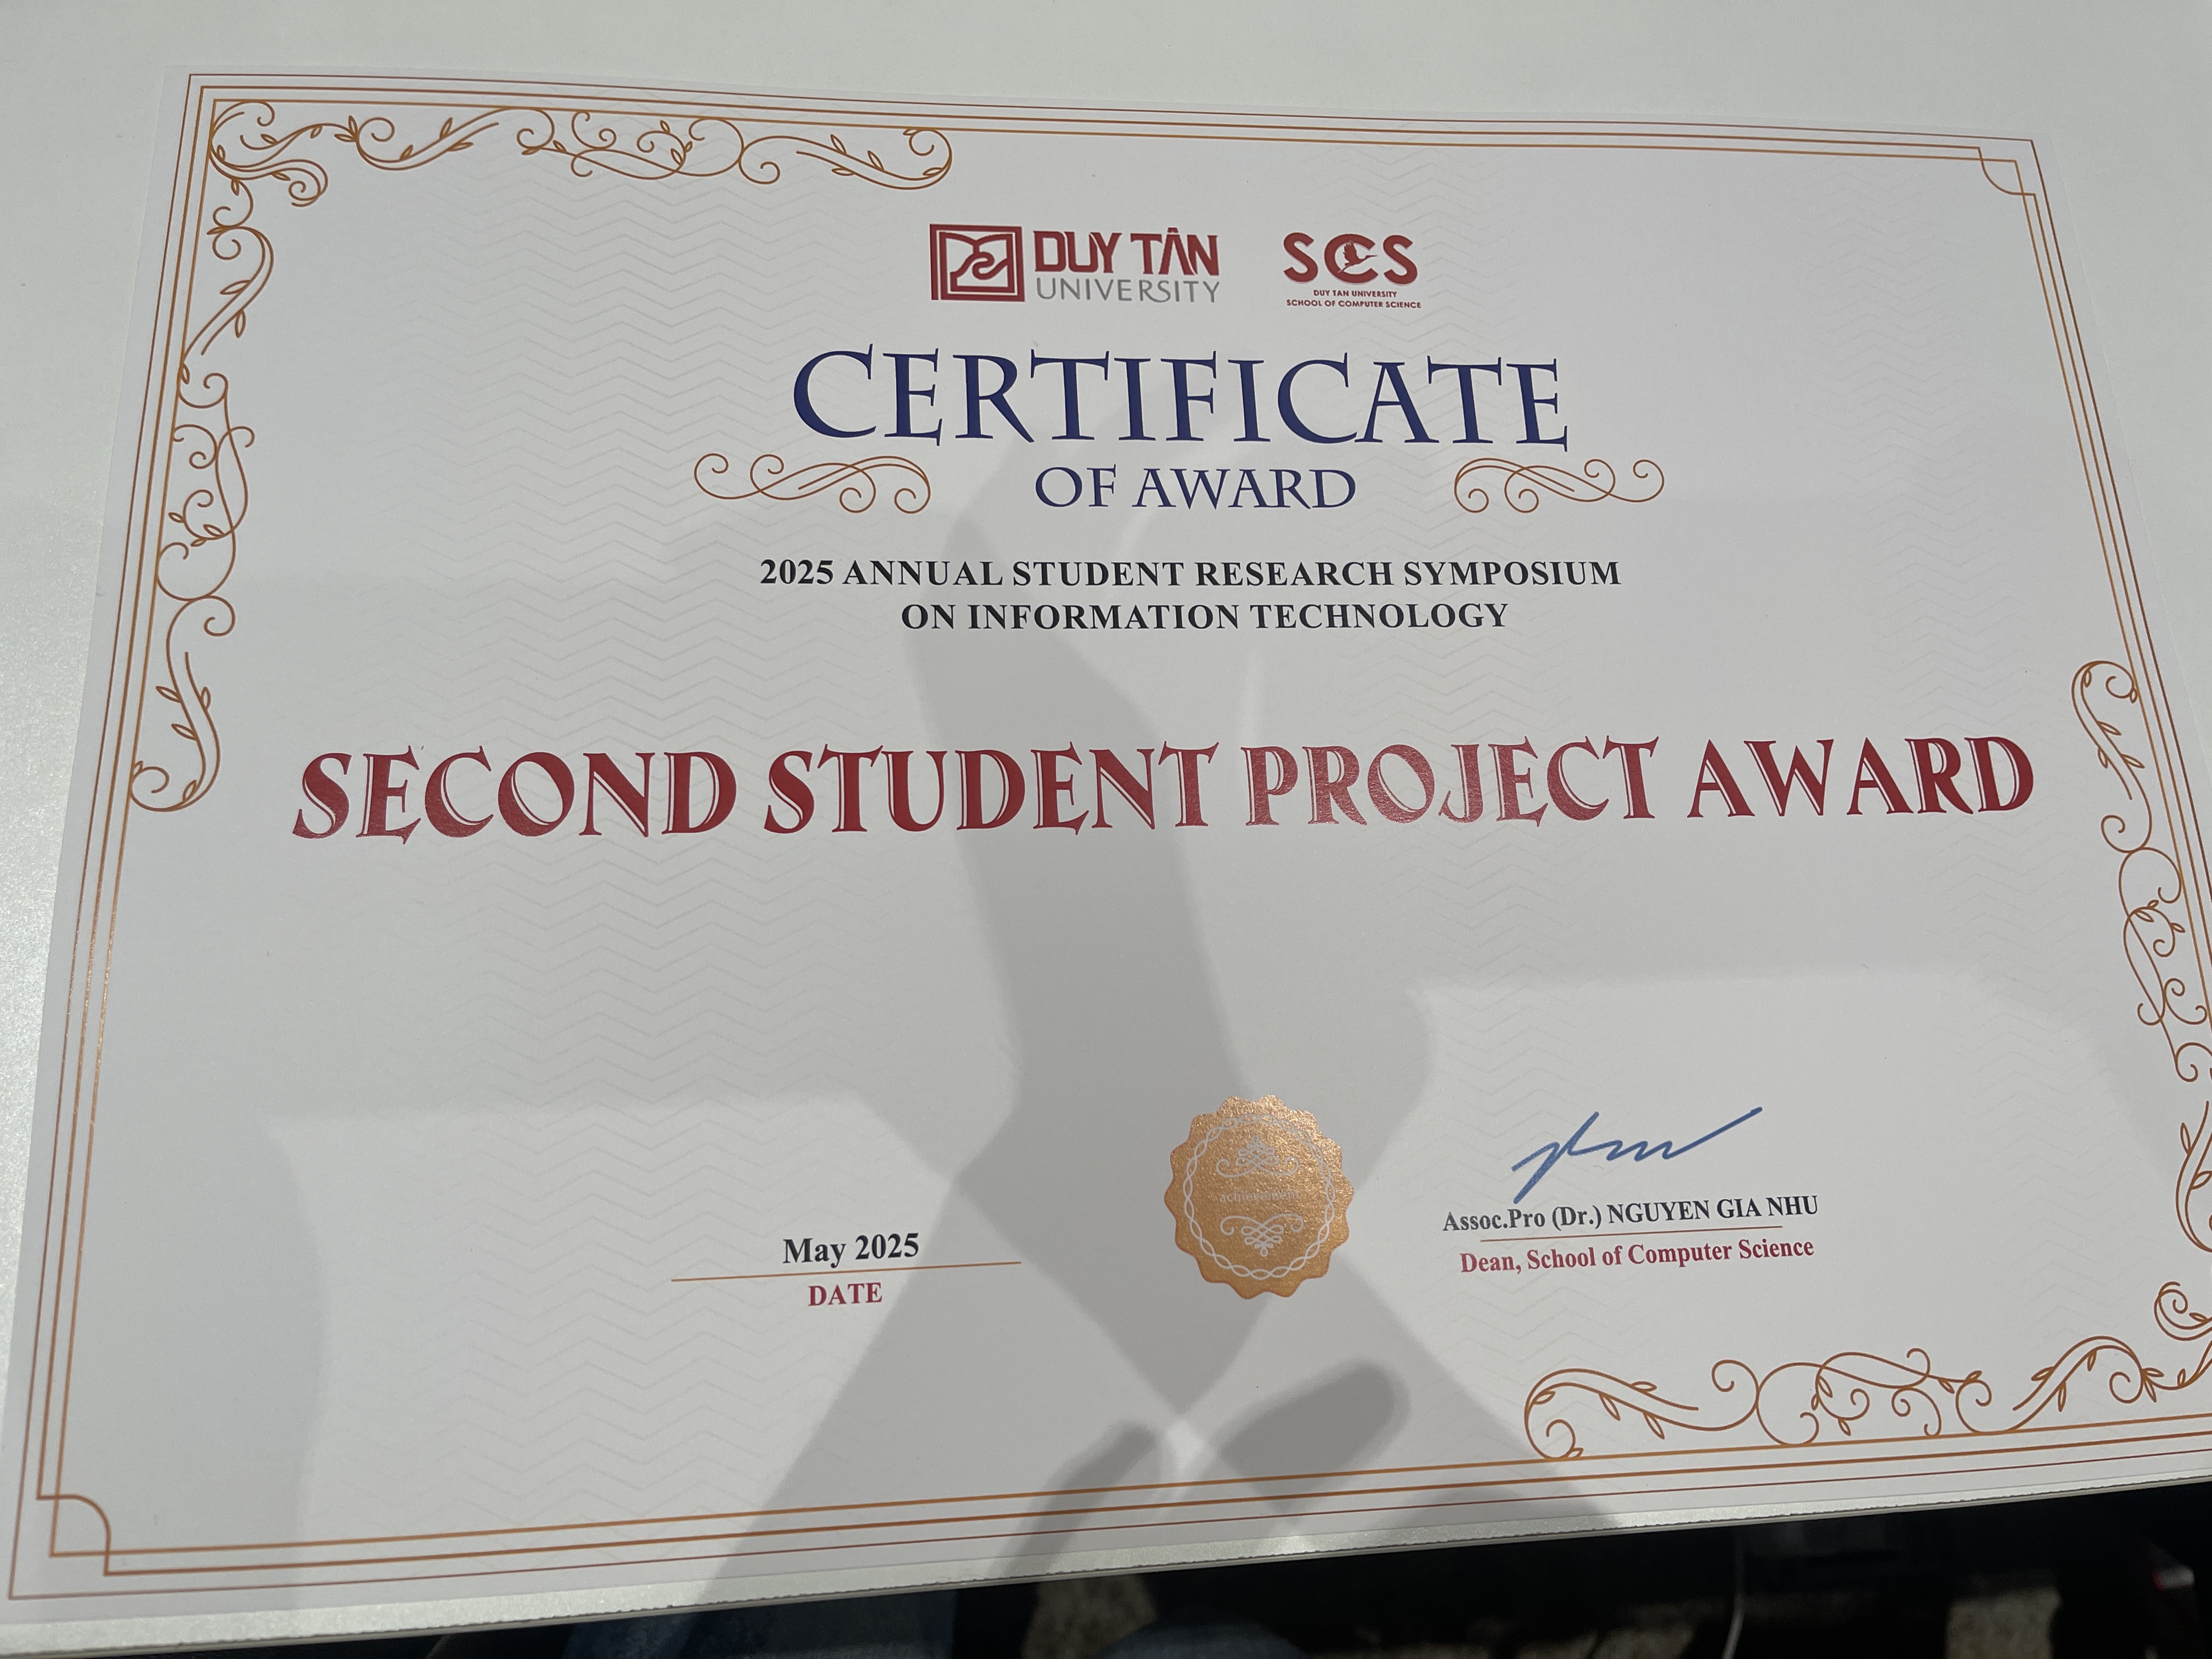 DUY TÂN
UNIVERSITY
SCS
DUY TAN UNIVERSITY
SCHOOL OF COMPUTER SCIENCE
CERTIFICATE
OF AWARD
2025 ANNUAL STUDENT RESEARCH SYMPOSIUM
ON INFORMATION TECHNOLOGY
SECOND STUDENT PROJECT AWARD
May 2025
DATE
Assoc.Pro (Dr.) NGUYEN GIA NHU
Dean, School of Computer Science